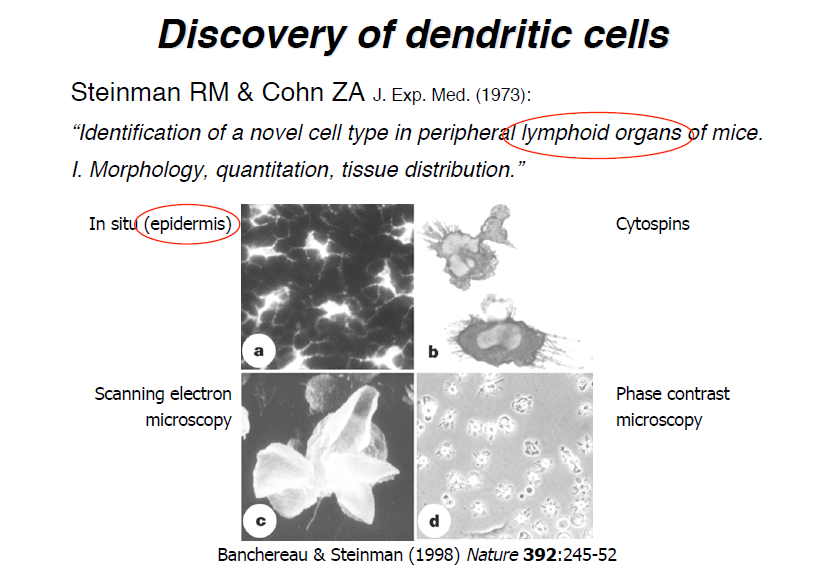 Discovery of dendritic cells
Steinman RM & Cohn ZA J. Exp. Med. (1973):
“Identification of a novel cell type in peripheral lymphoid organs of mice.
I. Morphology, quantitation, tissue distribution.”
In situ (epidermis)
a
b
Cytospins
Scanning electron
microscopy
c
d
Phase contrast
microscopy
Banchereau & Steinman (1998) Nature 392:245-52